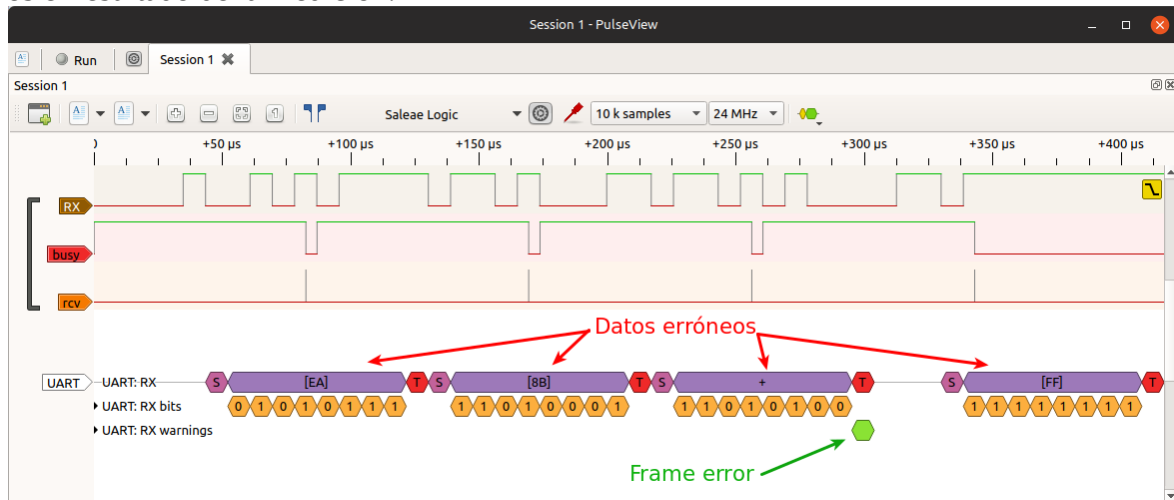 Session 1 - PulseView
Run Session 1
Session 1
Saleae Logic 10 k samples 24 MHz
+50 µs +100 µs +150 µs +200 µs +250 µs +300 µs +350 µs +400 µs
RX
busy
rcv
Datos erróneos
UART UART: RX S [EA] T S [8B] T S + T S [FF] T
UART: RX bits 0 1 0 1 0 1 1 1 1 1 0 1 0 0 0 1 1 1 0 1 0 1 0 0 1 1 1 1 1 1 1 1
UART: RX warnings
Frame error